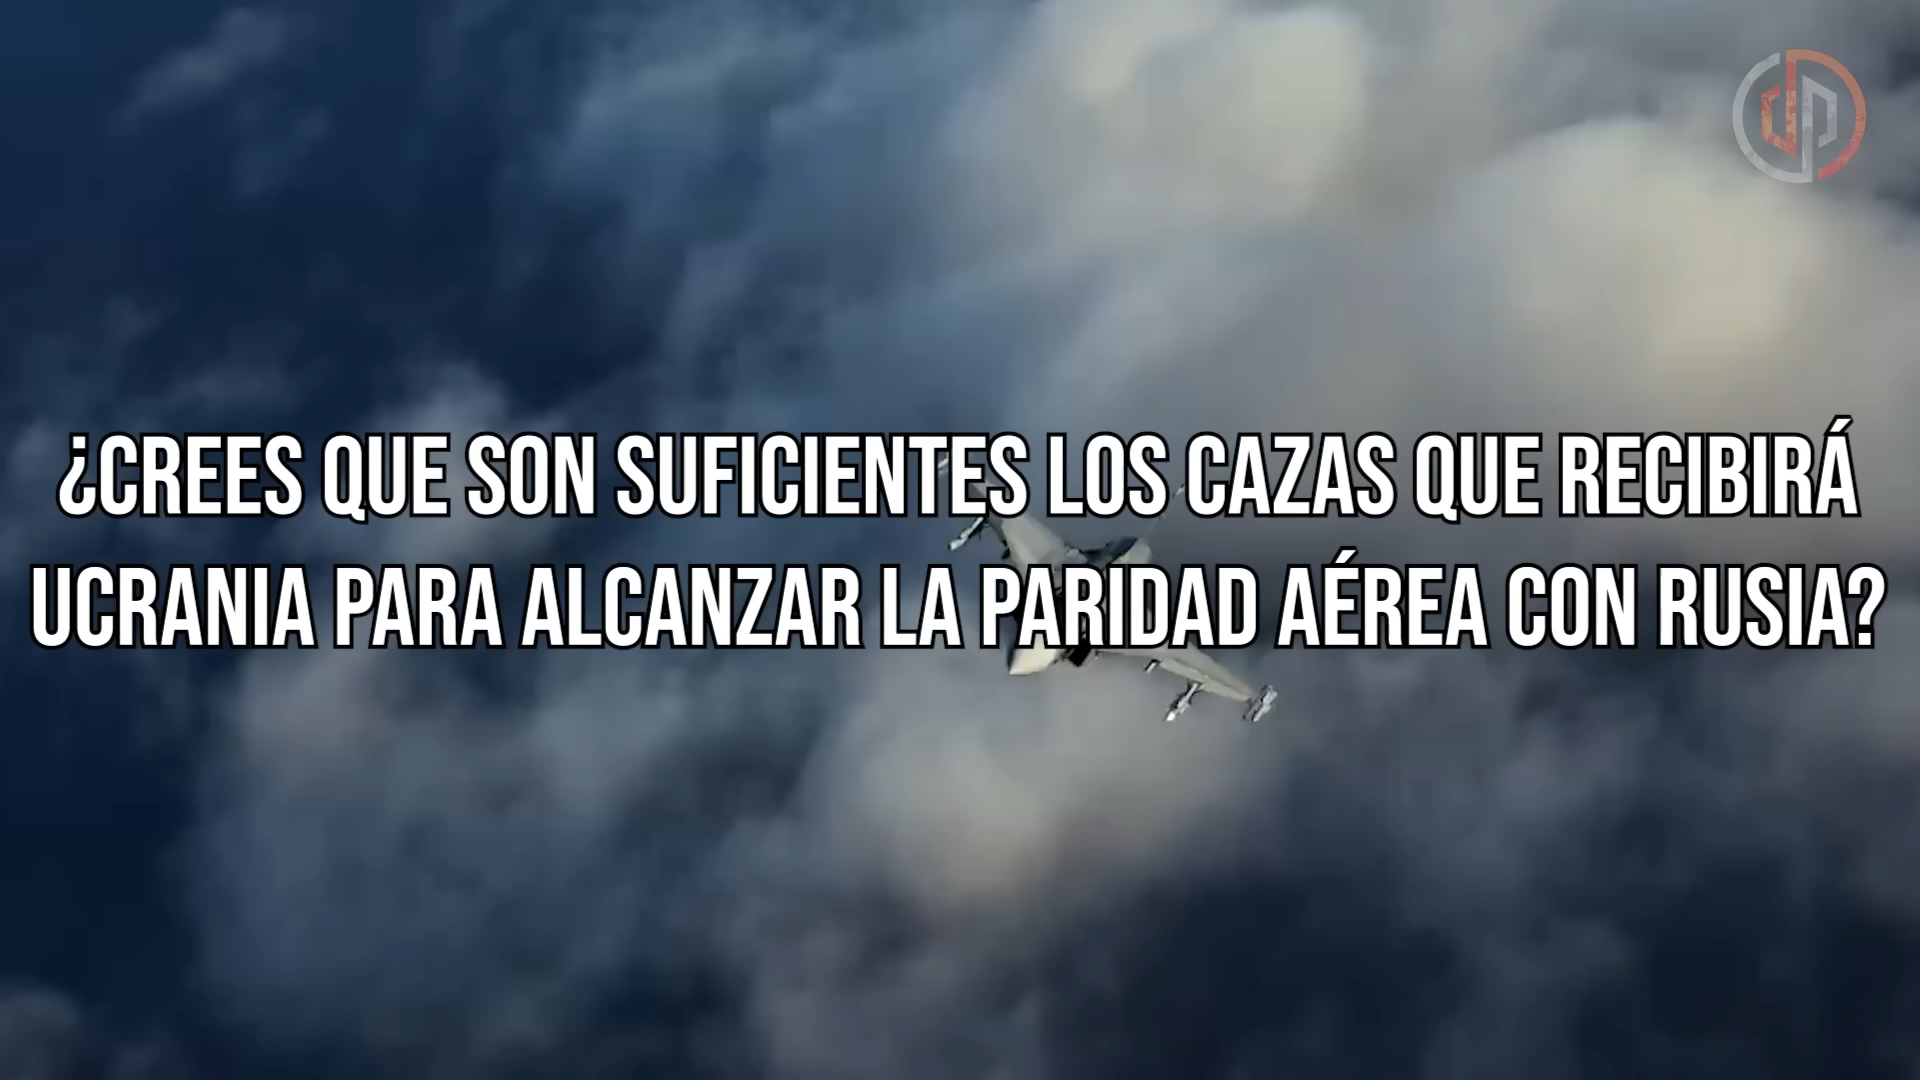 ¿CREES QUE SON SUFICIENTES LOS CAZAS QUE RECIBIRÁ
UCRANIA PARA ALCANZAR LA PARIDAD AÉREA CON RUSIA?